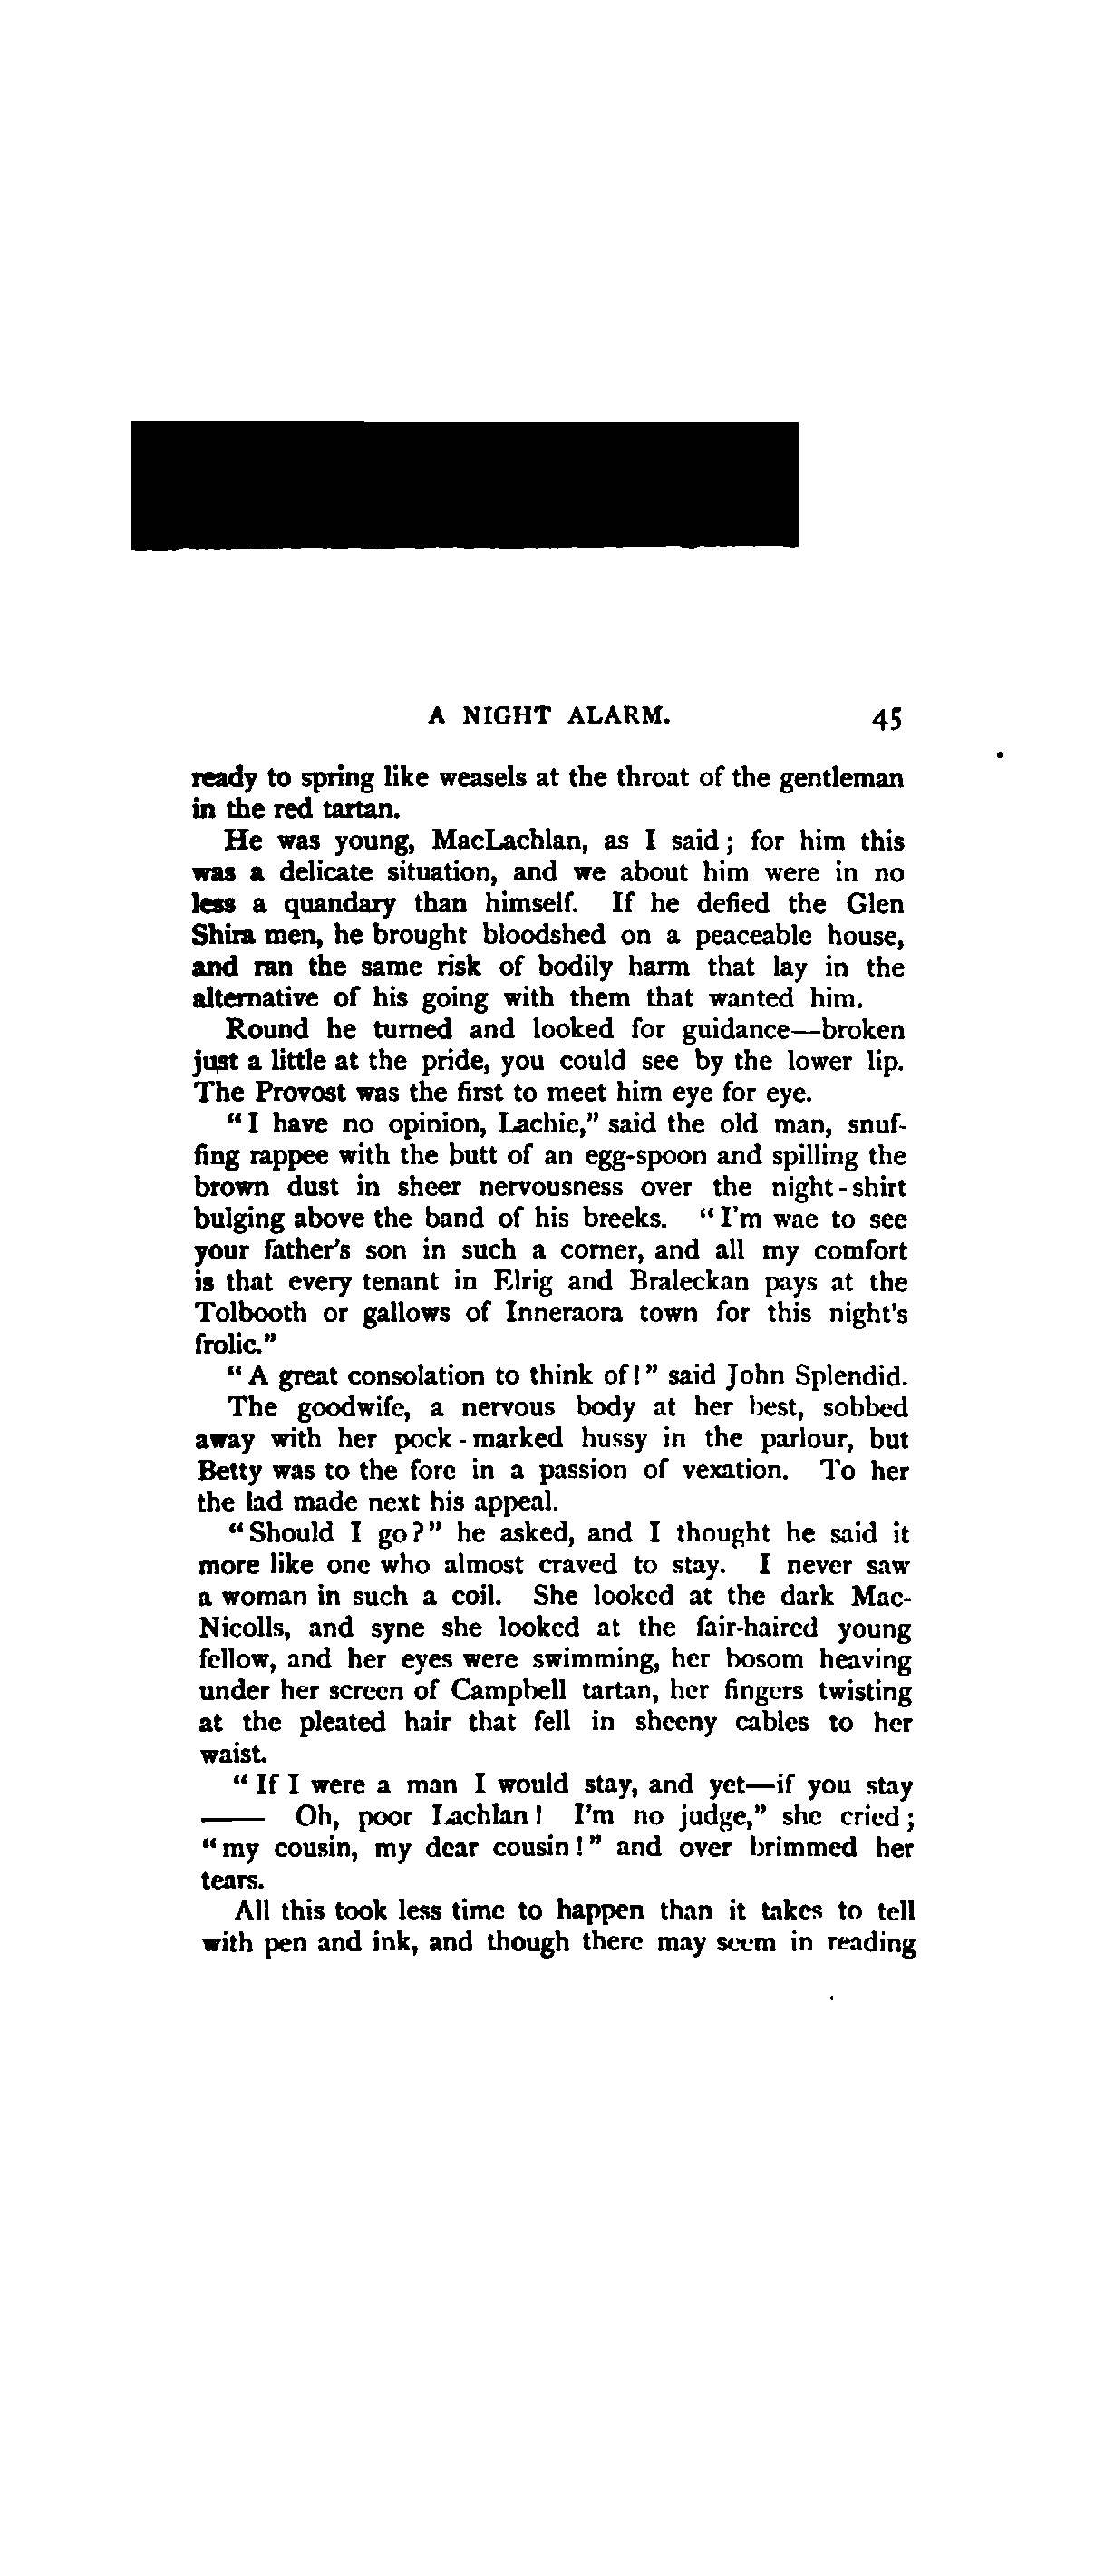 A NIGHT ALARM. 45
ready to spring like weasels at the throat of the gentleman
in the red tartan.
He was young, MacLachlan, as I said; for him this
was a delicate situation, and we about him were in no
less a quandary than himself. If he defied the Glen
Shira men, he brought bloodshed on a peaceable house,
and ran the same risk of bodily harm that lay in the
alternative of his going with them that wanted him.
Round he turned and looked for guidance—broken
just a little at the pride, you could see by the lower lip.
The Provost was the first to meet him eye for eye.
"I have no opinion, Lachie," said the old man, snuf-
fing rappee with the butt of an egg-spoon and spilling the
brown dust in sheer nervousness over the night-shirt
bulging above the band of his breeks. "I'm wae to see
your father's son in such a corner, and all my comfort
is that every tenant in Elrig and Braleckan pays at the
Tolbooth or gallows of Inneraora town for this night's
frolic."
"A great consolation to think of!" said John Splendid.
The goodwife, a nervous body at her best, sobbed
away with her pock-marked hussy in the parlour, but
Betty was to the fore in a passion of vexation. To her
the lad made next his appeal.
"Should I go?" he asked, and I thought he said it
more like one who almost craved to stay. I never saw
a woman in such a coil. She looked at the dark Mac-
Nicolls, and syne she looked at the fair-haired young
fellow, and her eyes were swimming, her bosom heaving
under her screen of Campbell tartan, her fingers twisting
at the pleated hair that fell in sheeny cables to her
waist.
"If I were a man I would stay, and yet—if you stay
—— Oh, poor Lachlan! I'm no judge," she cried;
"my cousin, my dear cousin!" and over brimmed her
tears.
All this took less time to happen than it takes to tell
with pen and ink, and though there may seem in reading